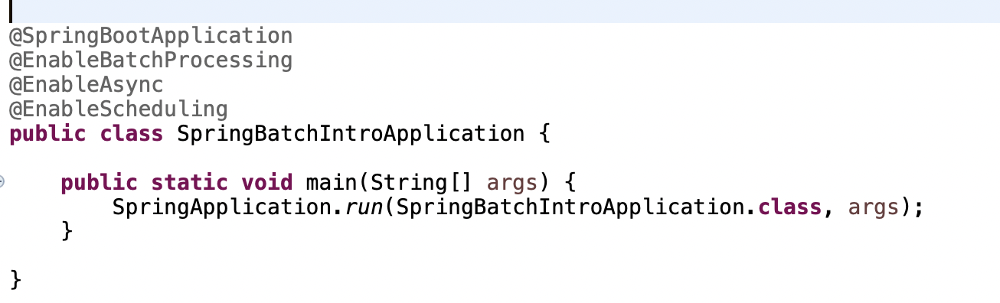 @SpringBootApplication
@EnableBatchProcessing
@EnableAsync
@EnableScheduling
public class SpringBatchIntroApplication {
public static void main(String[] args) {
SpringApplication.run(SpringBatchIntroApplication.class, args);
}
}